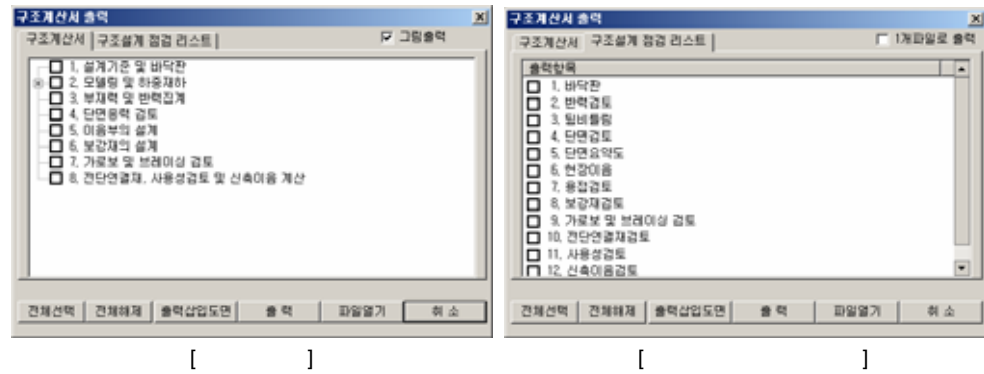 구조계산서 출력
구조계산서
구조설계 점검 리스트
그림출력
1. 설계기준 및 바닥판
2. 모델링 및 하중재하
3. 부재력 및 반력집계
4. 단면응력 검토
5. 이음부의 설계
6. 보강재의 설계
7. 가로보 및 브레이싱 검토
8. 전단연결재, 사용성검토 및 신축이음 계산
전체선택 전체해제 출력삽입도면 출 력 파일열기 취 소
[ ]
구조계산서 출력
구조계산서
구조설계 점검 리스트
1개파일로 출력
출력항목
1. 바닥판
2. 반력검토
3. 뒴비틀림
4. 단면검토
5. 단면요약도
6. 현장이음
7. 용접검토
8. 보강재검토
9. 가로보 및 브레이싱 검토
10. 전단연결재검토
11. 사용성검토
12. 신축이음검토
전체선택 전체해제 출력삽입도면 출 력 파일열기 취 소
[ ]